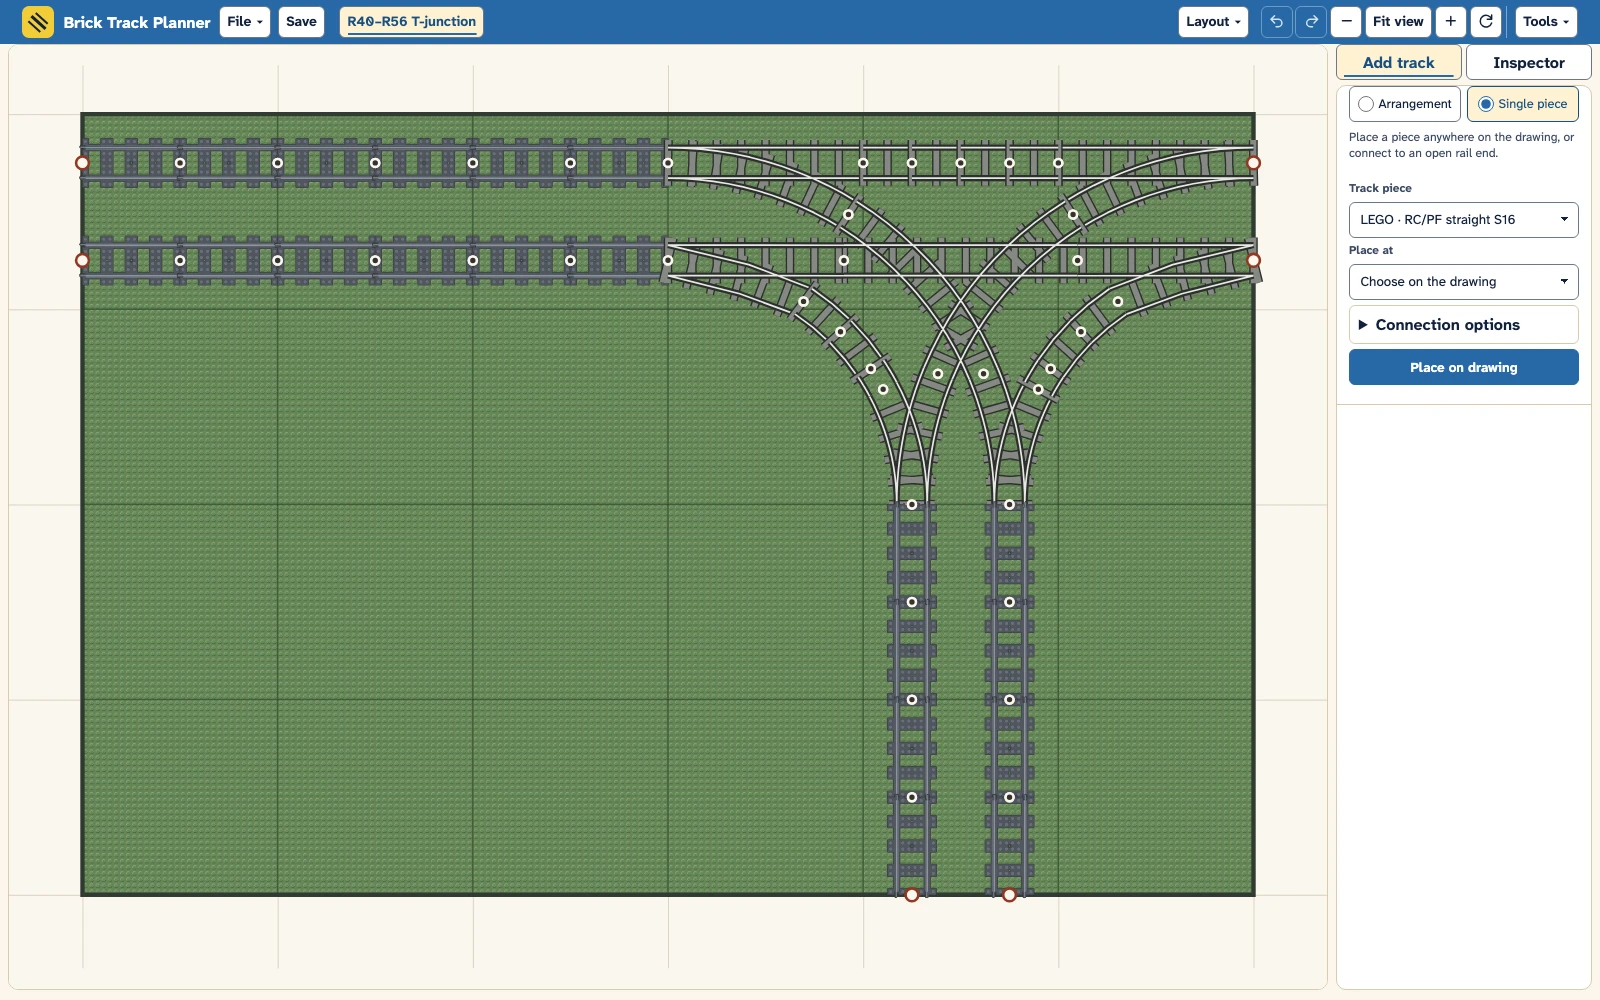 Brick Track Planner
File
Save
R40–R56 T-junction
Layout
Fit view
Tools
Add track
Inspector
Arrangement
Single piece
Place a piece anywhere on the drawing, or
connect to an open rail end.
Track piece
LEGO · RC/PF straight S16
Place at
Choose on the drawing
Connection options
Place on drawing